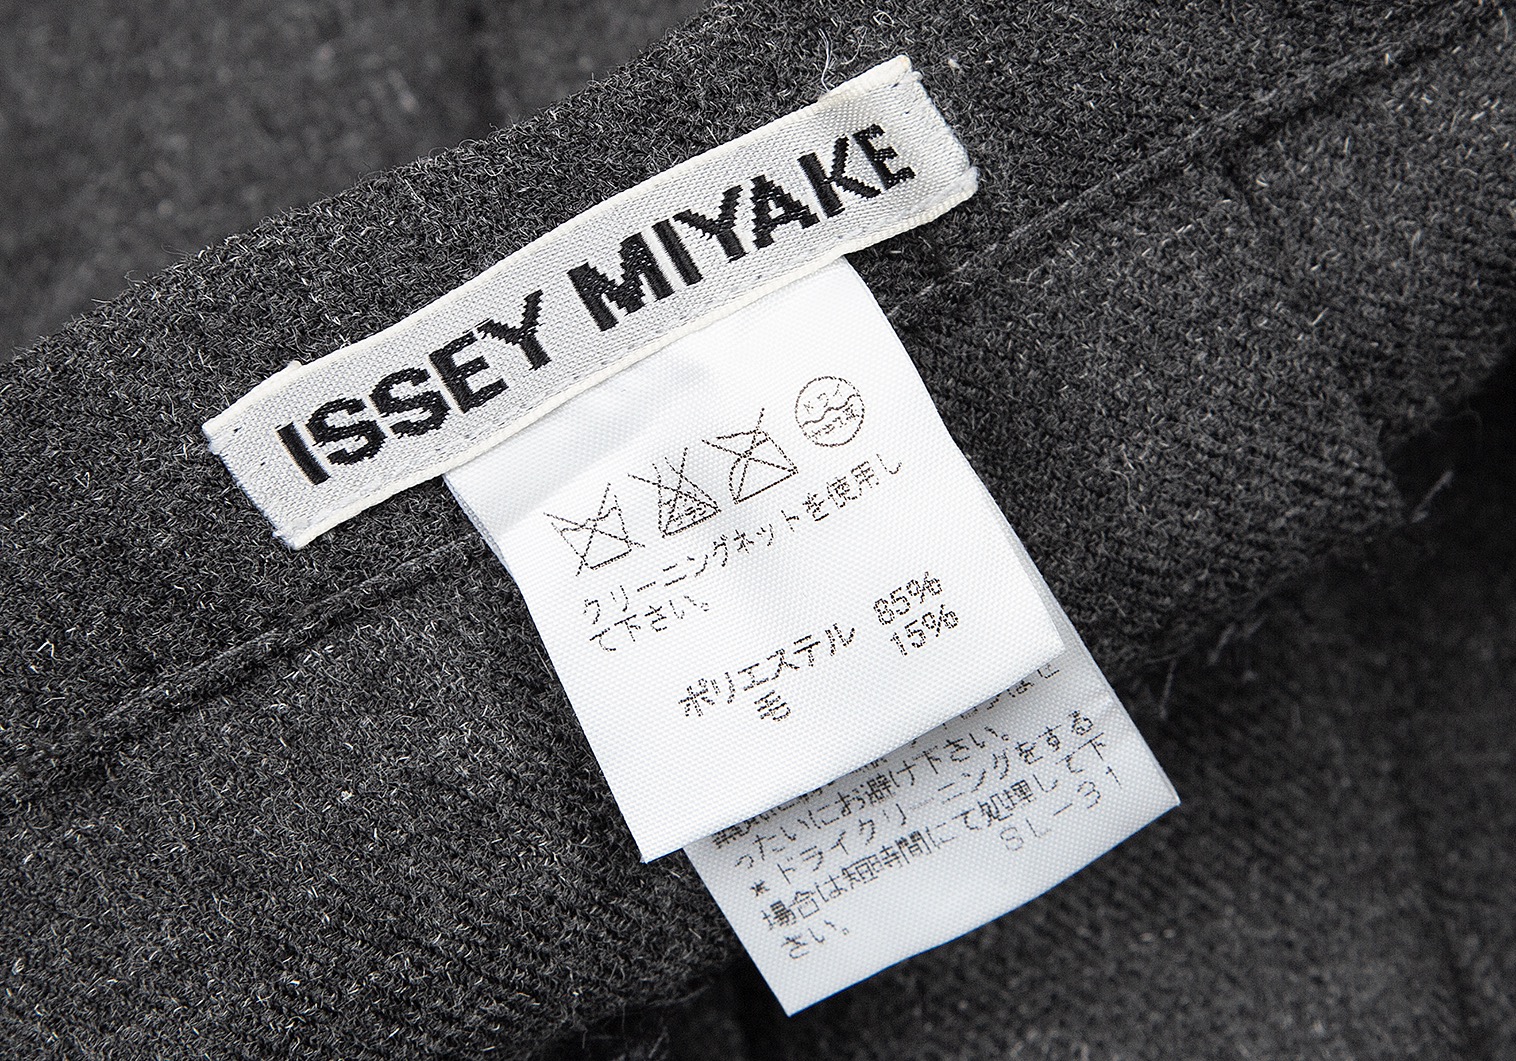 ISSEY MIYAKE
クリーニングネットを使用し
て下さい。
ポリエステル 85%
毛 15%
お避け下さい。
ったいに
*ドライクリーニングをする
場合は短時間にて処理して下
さい。
SL-31